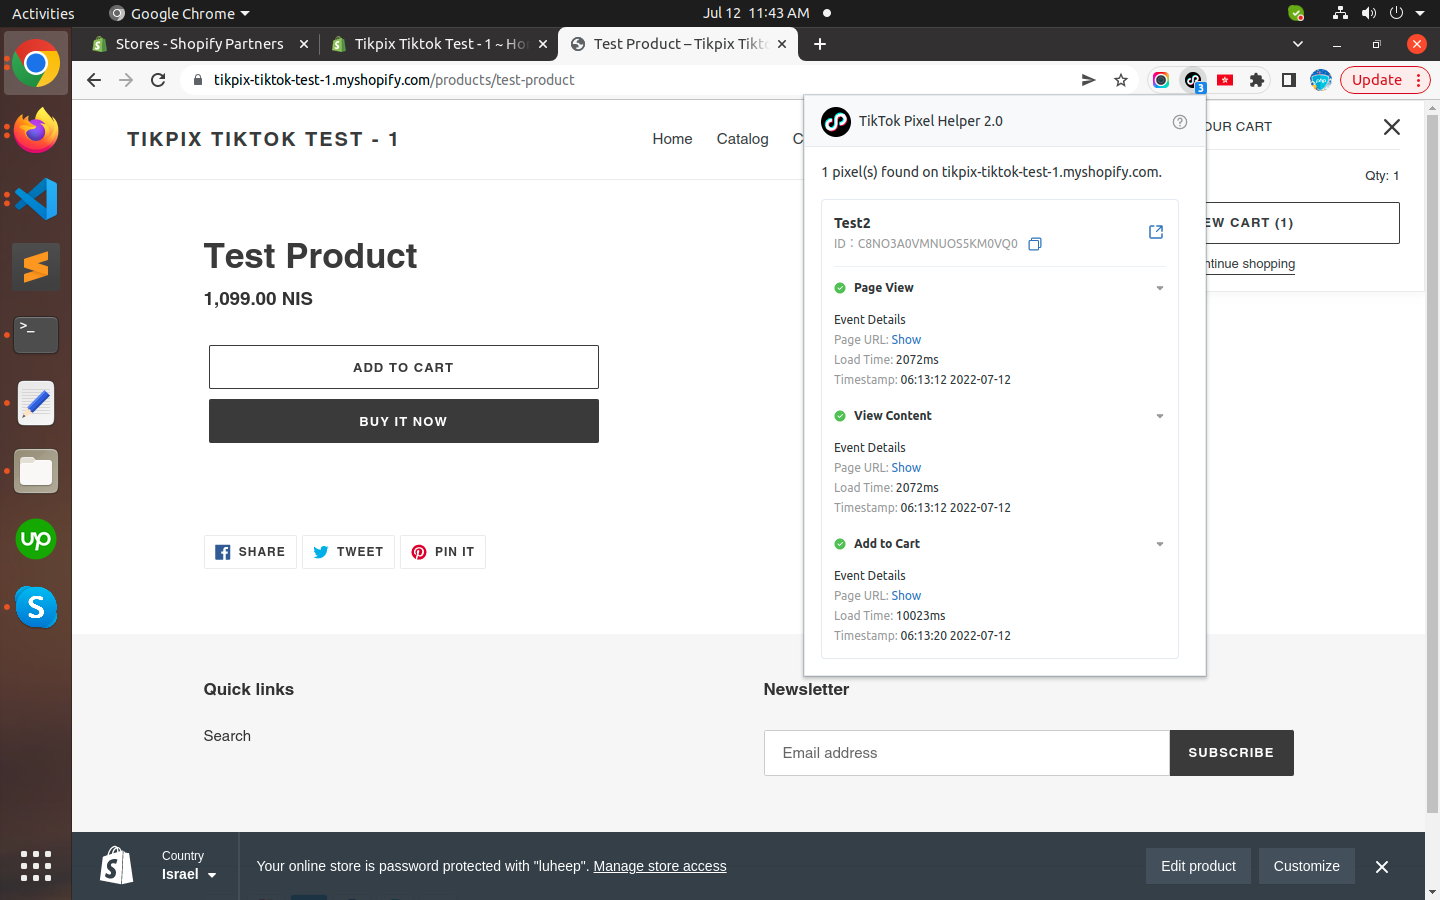 Activities
Google Chrome
Jul 12 11:43 AM
Stores - Shopify Partners
Tikpix Tiktok Test - 1 ~ Ho
Test Product – Tikpix Tikt
tikpix-tiktok-test-1.myshopify.com/products/test-product
3
php
Update
TIKPIX TIKTOK TEST - 1
Home
Catalog
C
TikTok Pixel Helper 2.0
OUR CART
1 pixel(s) found on tikpix-tiktok-test-1.myshopify.com.
Qty: 1
Test2
ID : C8NO3A0VMNUOS5KM0VQ0
EW CART (1)
ntinue shopping
Test Product
1,099.00 NIS
ADD TO CART
BUY IT NOW
Page View
Event Details
Page URL: Show
Load Time: 2072ms
Timestamp: 06:13:12 2022-07-12
View Content
Event Details
Page URL: Show
Load Time: 2072ms
Timestamp: 06:13:12 2022-07-12
Add to Cart
Event Details
Page URL: Show
Load Time: 10023ms
Timestamp: 06:13:20 2022-07-12
SHARE
TWEET
PIN IT
up
S
Quick links
Search
Newsletter
Email address
SUBSCRIBE
Country
Israel
Your online store is password protected with "luheep". Manage store access
Edit product
Customize